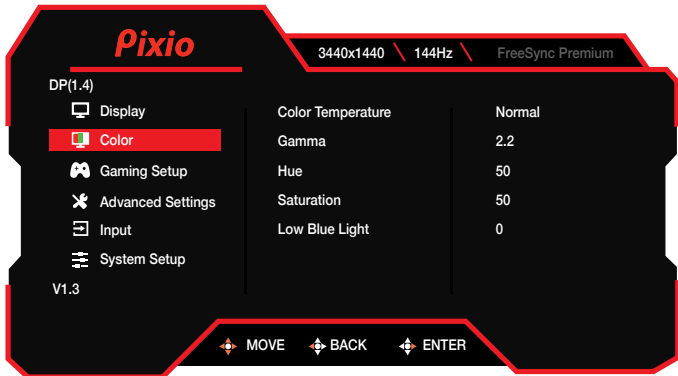 Pixio
3440x1440 144Hz FreeSync Premium
DP(1.4)
Display
Color
Gaming Setup
Advanced Settings
Input
System Setup
V1.3
Color Temperature Normal
Gamma 2.2
Hue 50
Saturation 50
Low Blue Light 0
MOVE BACK ENTER